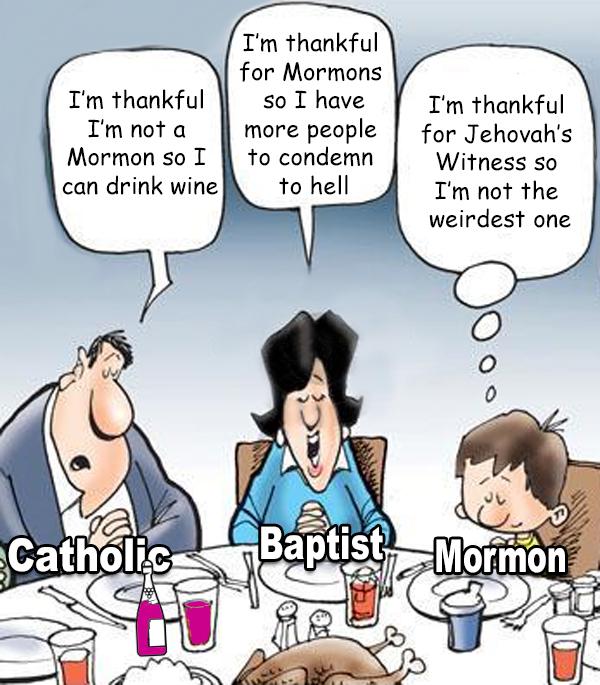 I'm thankful
I'm not a
Mormon so I
can drink wine
I'm thankful
for Mormons
so I have
more people
to condemn
to hell
I'm thankful
for Jehovah's
Witness so
I'm not the
weirdest one
Catholic
Baptist
Mormon